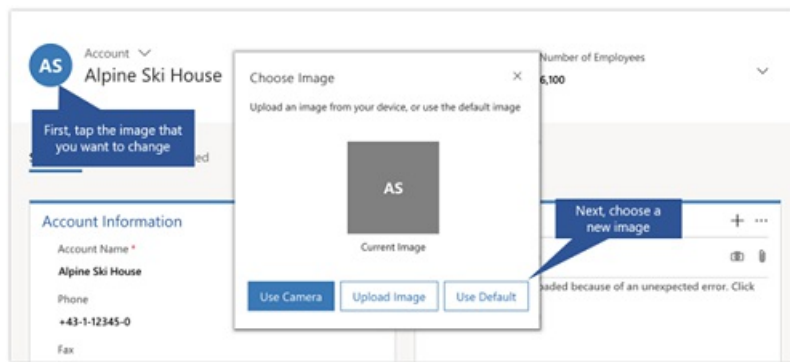 AS
Account
Alpine Ski House
Number of Employees
6,100
First, tap the image that
you want to change
ed
Choose Image
Upload an image from your device, or use the default image
AS
Current Image
Use Camera
Upload Image
Use Default
Next, choose a
new image
Account Information
Account Name *
Alpine Ski House
Phone
+43-1-12345-0
Fax
oaded because of an unexpected error. Click